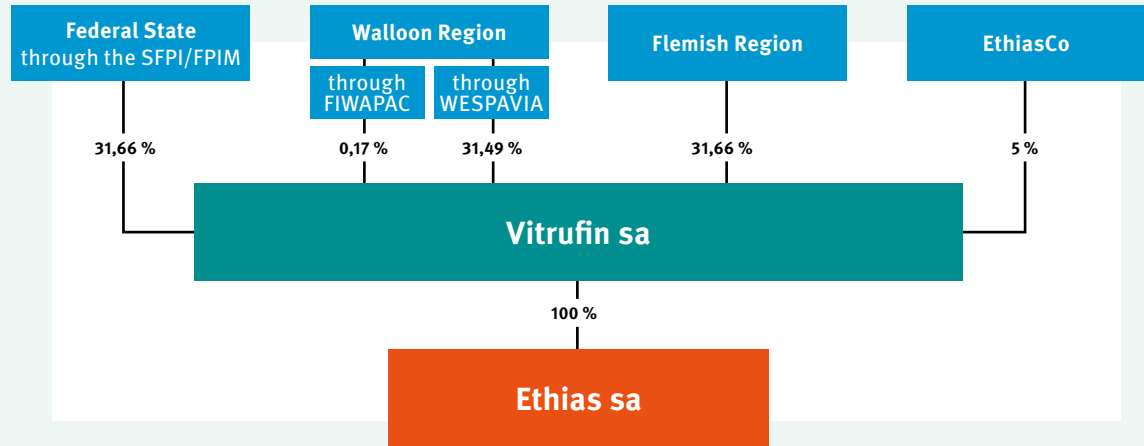 Federal State
through the SFPI/FPIM
Walloon Region
through
FIWAPAC
through
WESPAVIA
Flemish Region
EthiasCo
31,66 %
0,17 %
31,49 %
31,66 %
5 %
Vitrufin sa
100 %
Ethias sa